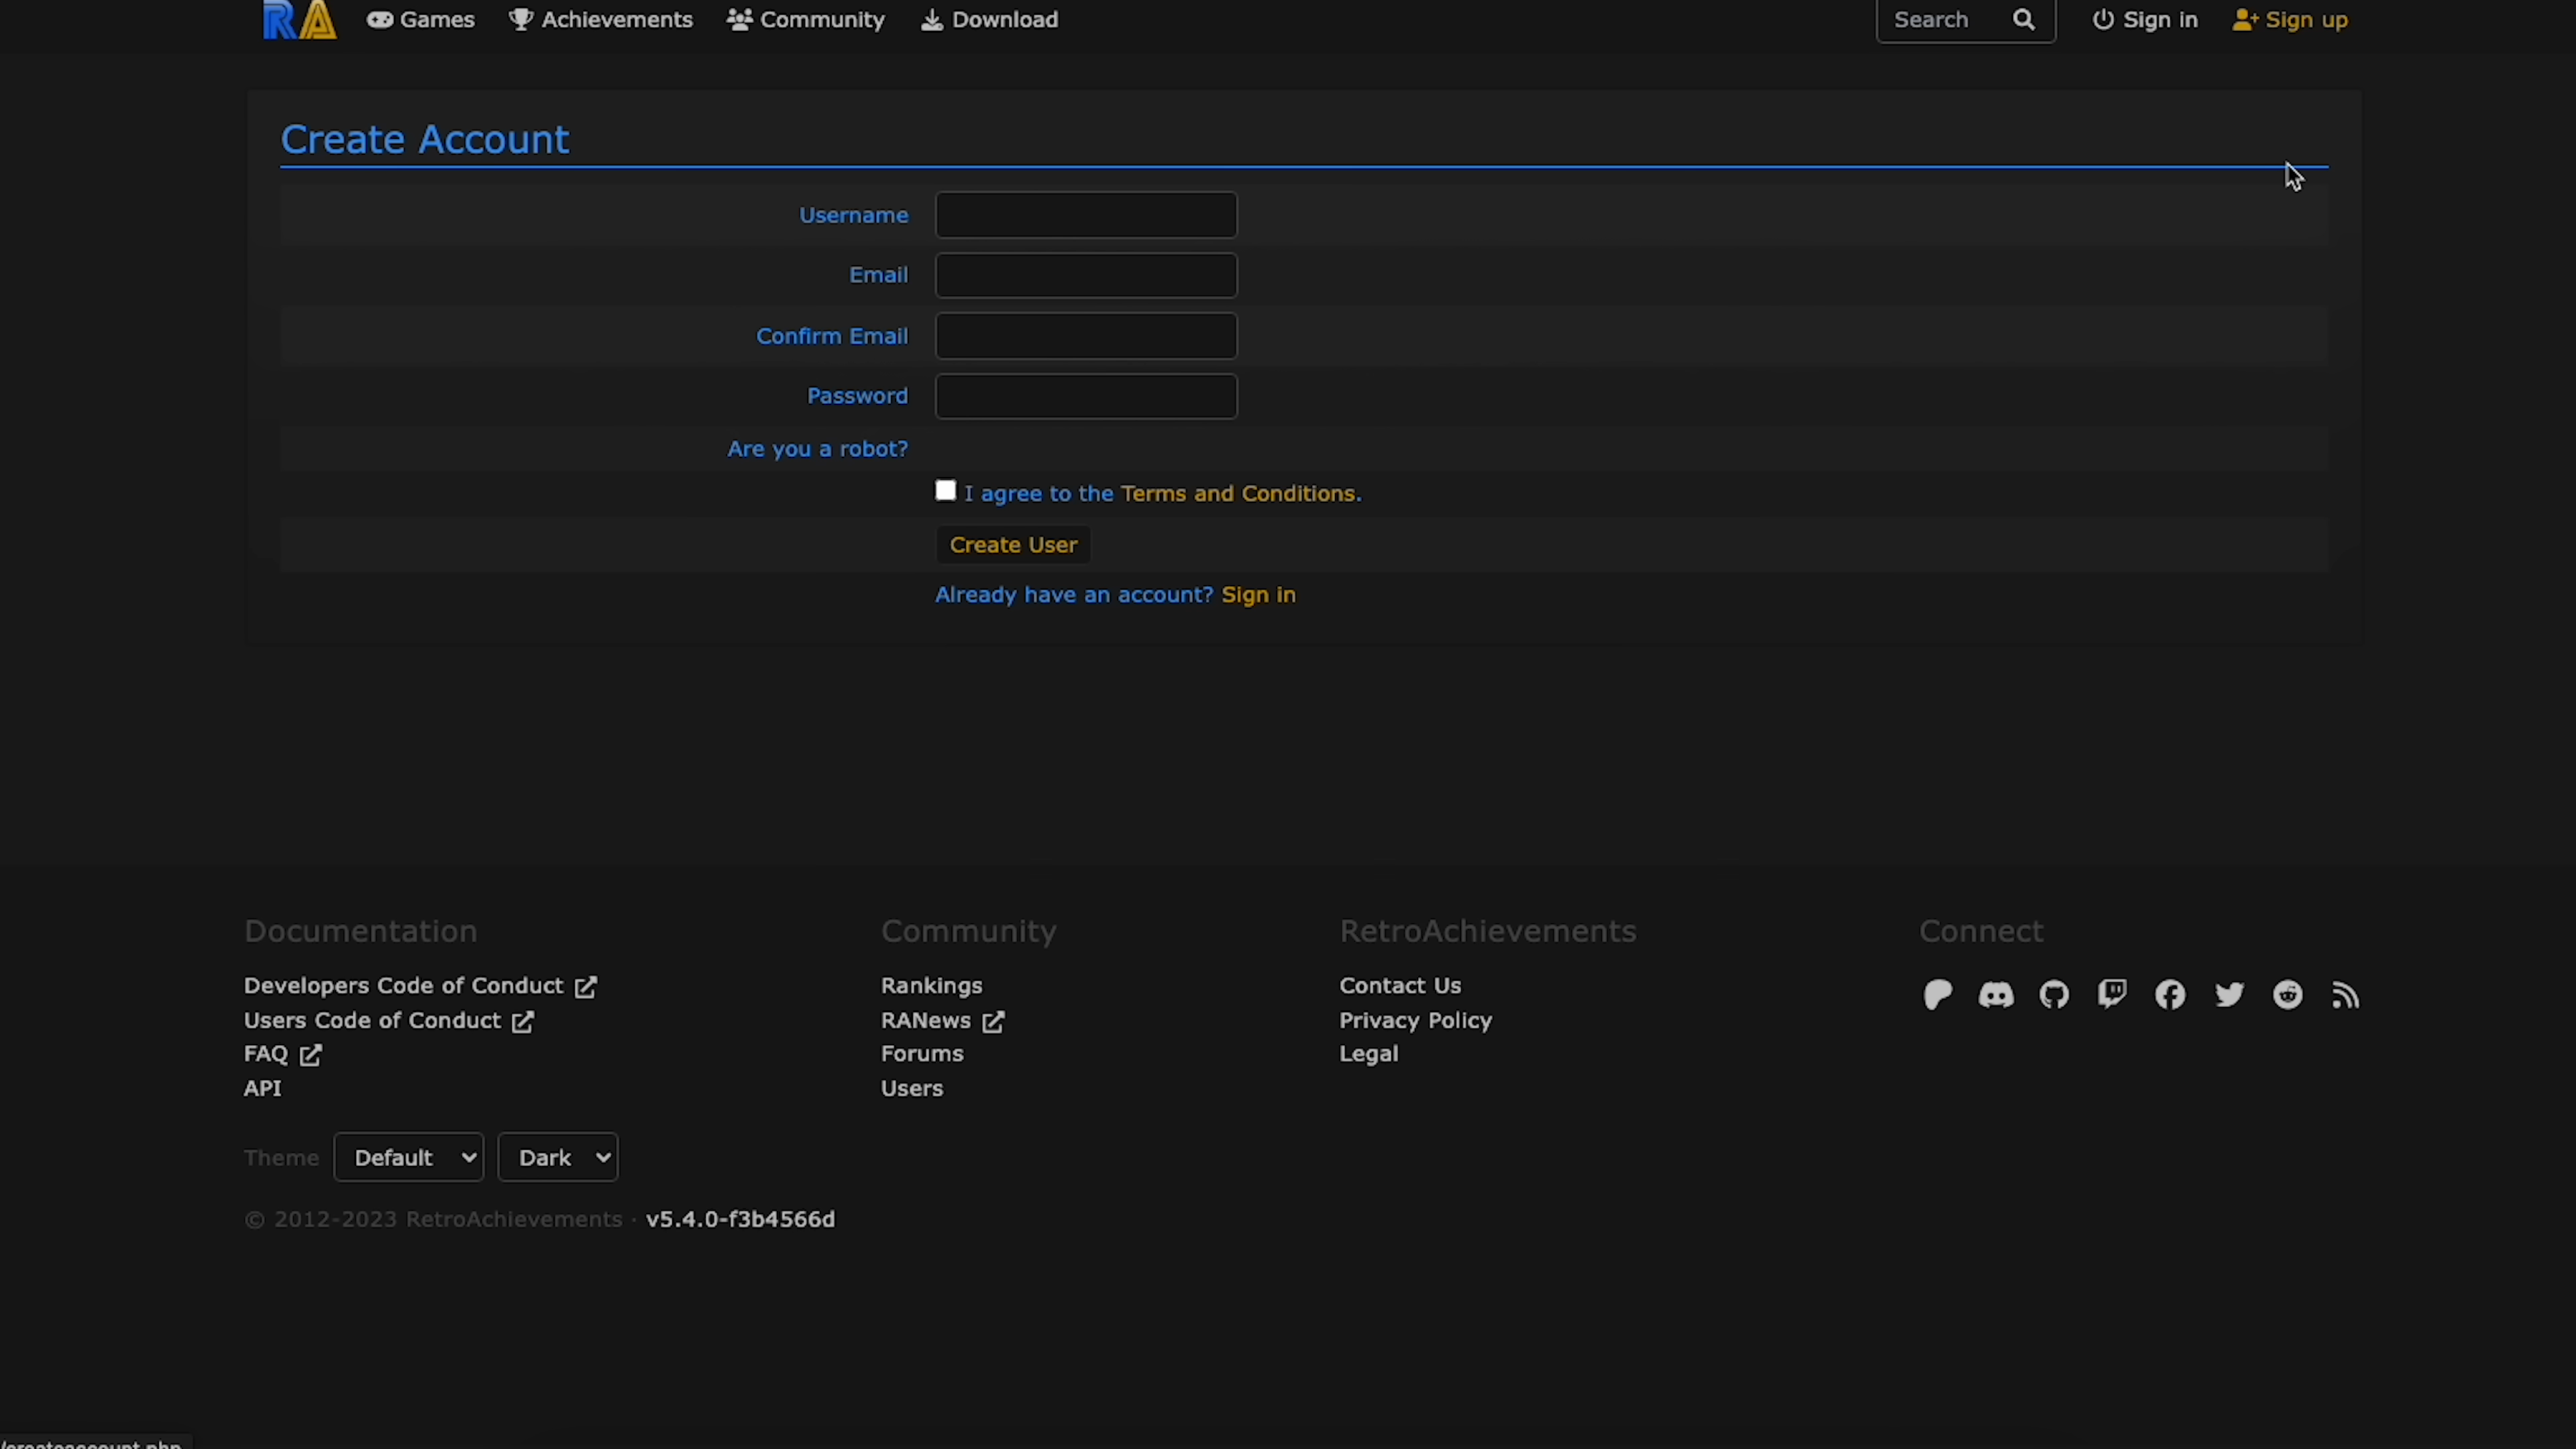 RA Games Achievements Community Download Search Sign in Sign up
Create Account
Username
Email
Confirm Email
Password
Are you a robot?
I agree to the Terms and Conditions.
Create User
Already have an account? Sign in
Documentation
Developers Code of Conduct
Users Code of Conduct
FAQ
API
Community
Rankings
RANews
Forums
Users
RetroAchievements
Contact Us
Privacy Policy
Legal
Connect
Theme Default Dark
© 2012-2023 RetroAchievements · v5.4.0-f3b4566d
/createaccount.php